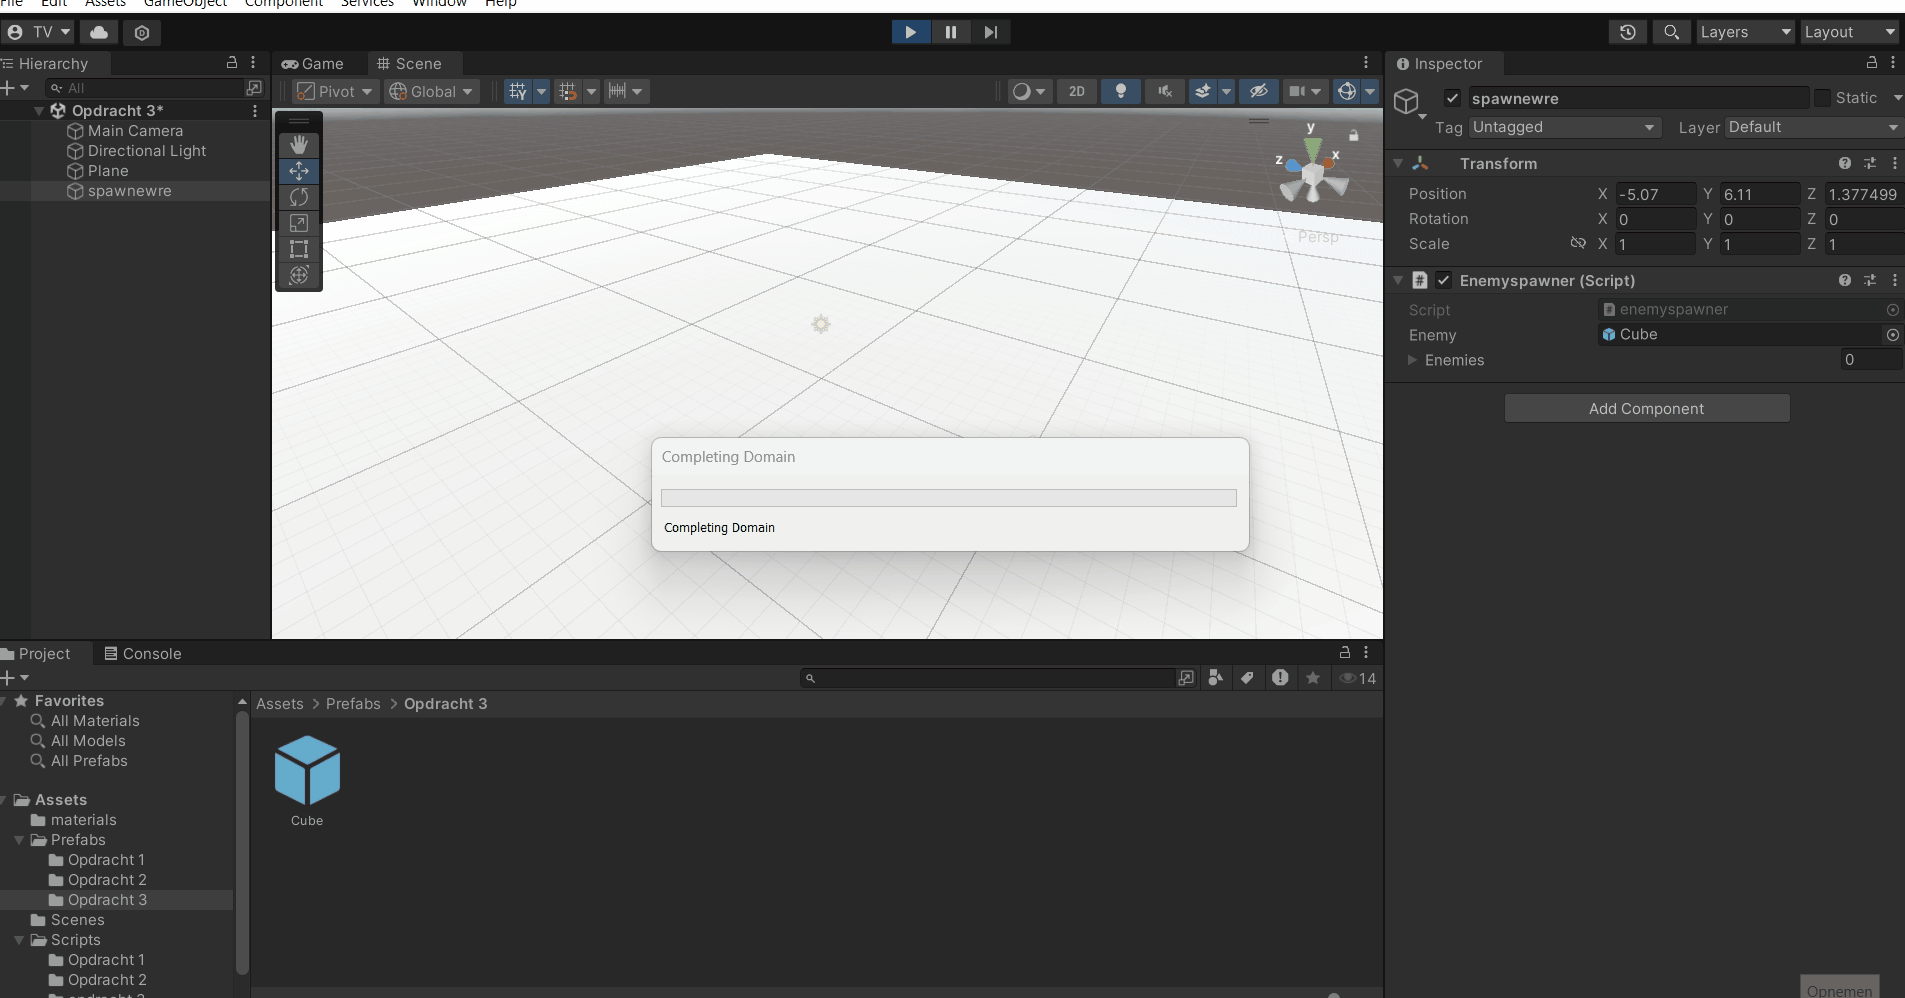 File Edit Assets GameObject Component Services Window Help
TV
Layers
Layout
Hierarchy
Game
Scene
Inspector
All
Pivot
Global
2D
spawnewre
Static
Tag Untagged
Layer Default
Opdracht 3*
Main Camera
Directional Light
Plane
spawnewre
y
z
x
Persp
Transform
Position X -5.07 Y 6.11 Z 1.377499
Rotation X 0 Y 0 Z 0
Scale X 1 Y 1 Z 1
# Enemyspawner (Script)
Script enemyspawner
Enemy Cube
Enemies 0
Add Component
Completing Domain
Completing Domain
Project
Console
14
Favorites
All Materials
All Models
All Prefabs
Assets
materials
Prefabs
Opdracht 1
Opdracht 2
Opdracht 3
Scenes
Scripts
Opdracht 1
Opdracht 2
opdracht 3
Assets > Prefabs > Opdracht 3
Cube
Opnemen